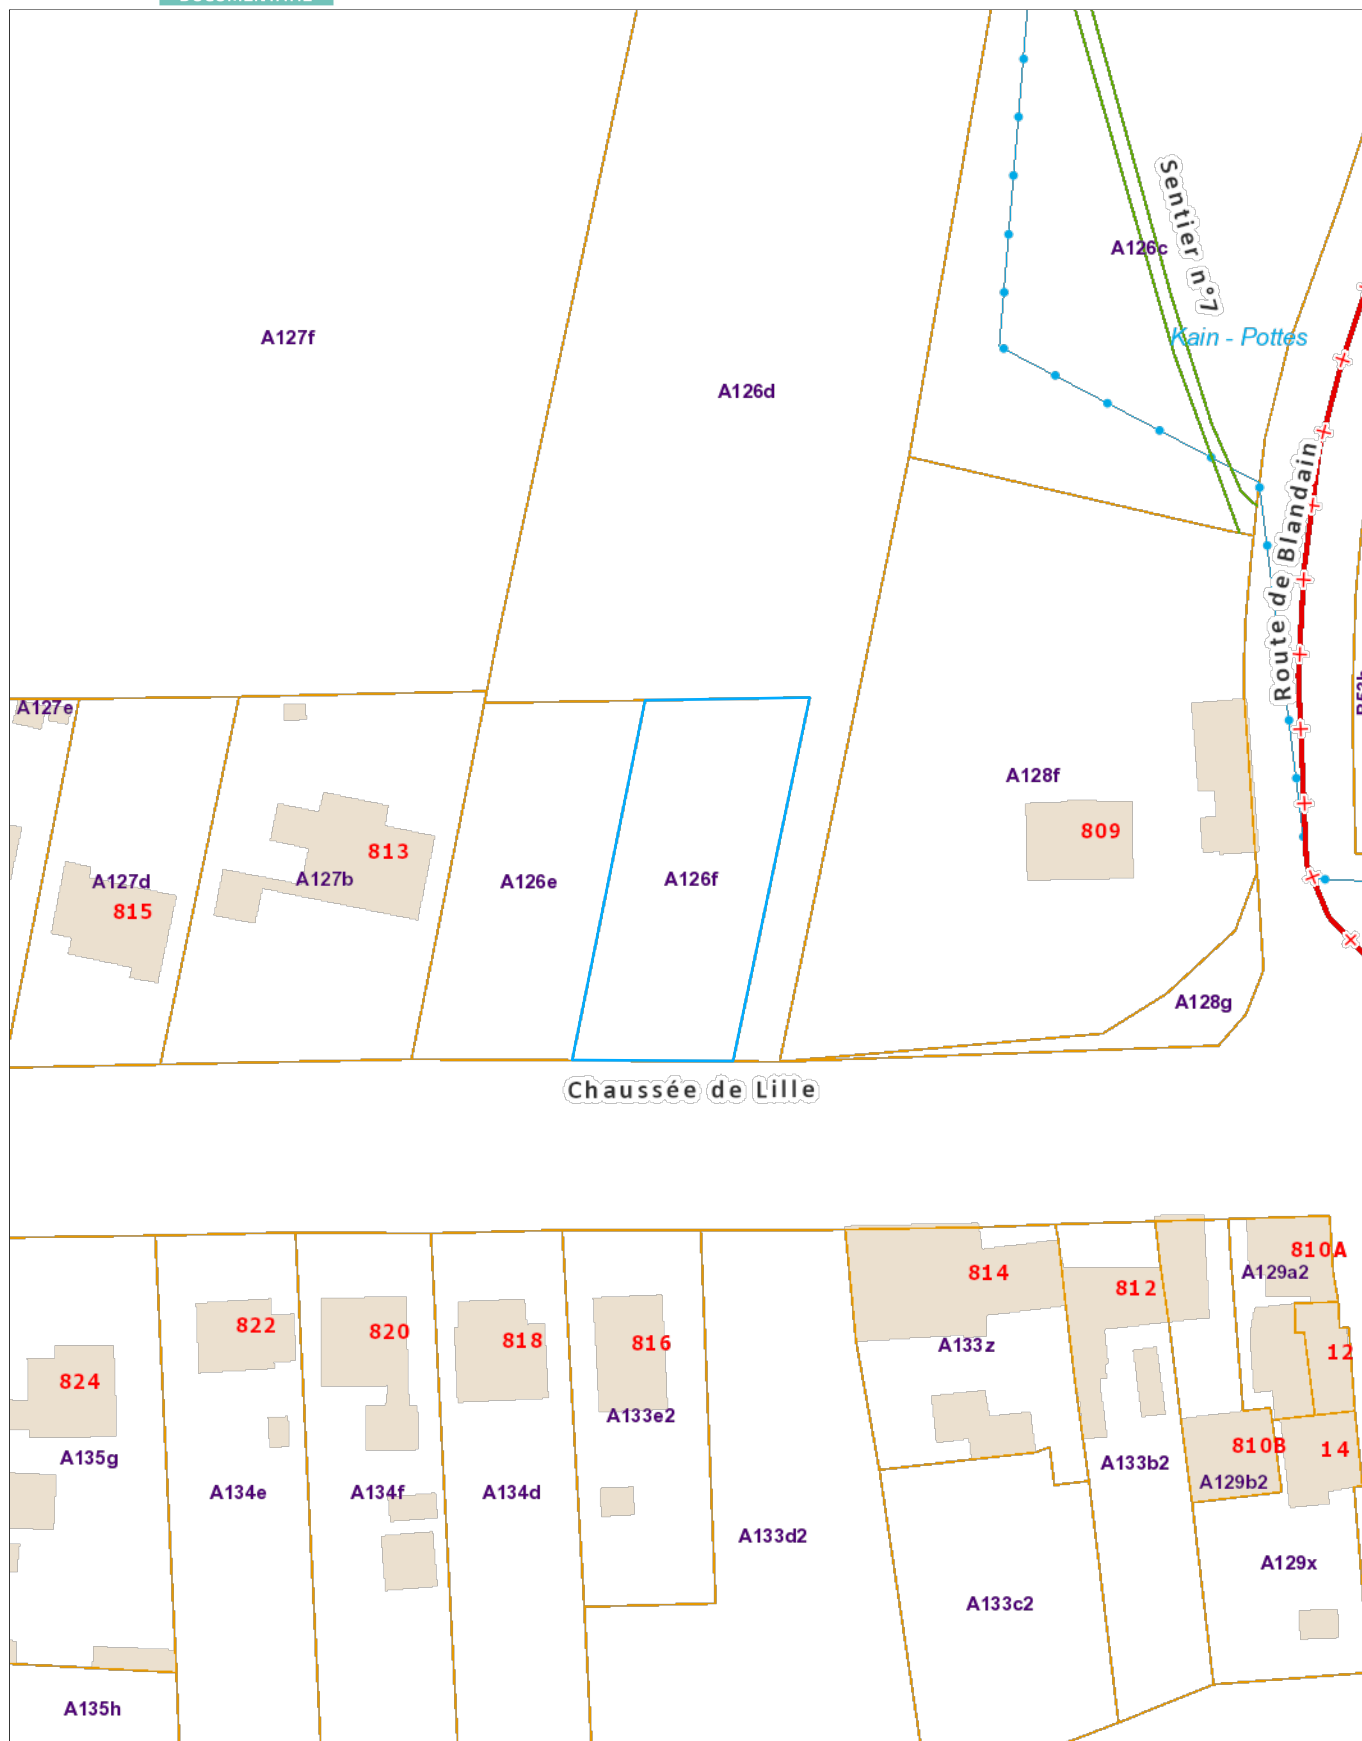 Sentier n°7
A126c
A127f
Kain - Pottes
A126d
Route de Blandain
A127e
A128f
809
813
A127d
A127b
A126e
A126f
815
A128g
Chaussée de Lille
810A
814
A129a2
812
822
820
818
816
A133z
12
824
A133e2
810B
14
A135g
A133b2
A129b2
A134e
A134f
A134d
A133d2
A129x
A133c2
A135h